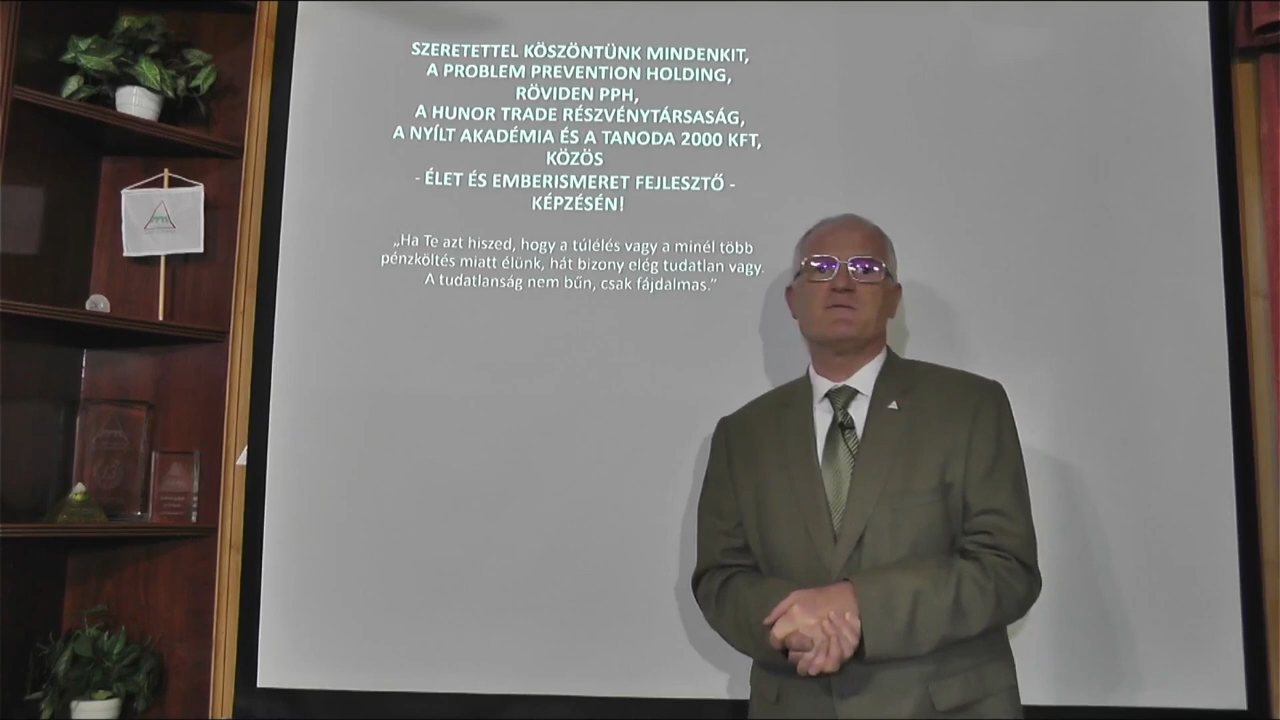 SZERETETTEL KÖSZÖNTÜNK MINDENKIT,
A PROBLEM PREVENTION HOLDING,
RÖVIDEN PPH,
A HUNOR TRADE RÉSZVÉNYTÁRSASÁG,
A NYÍLT AKADÉMIA ÉS A TANODA 2000 KFT,
KÖZÖS
- ÉLET ÉS EMBERISMERET FEJLESZTŐ -
KÉPZÉSÉN!
„Ha Te azt hiszed, hogy a túlélés vagy a minél több
pénzköltés miatt élünk, hát bizony elég tudatlan vagy.
A tudatlanság nem bűn, csak fájdalmas.”